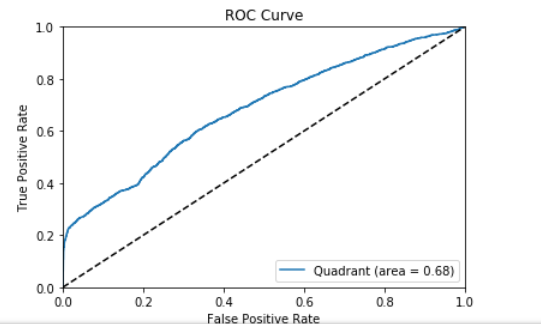 ROC Curve
1.0
0.8
0.6
0.4
0.2
0.0
True Positive Rate
Quadrant (area = 0.68)
0.0 0.2 0.4 0.6 0.8 1.0
False Positive Rate